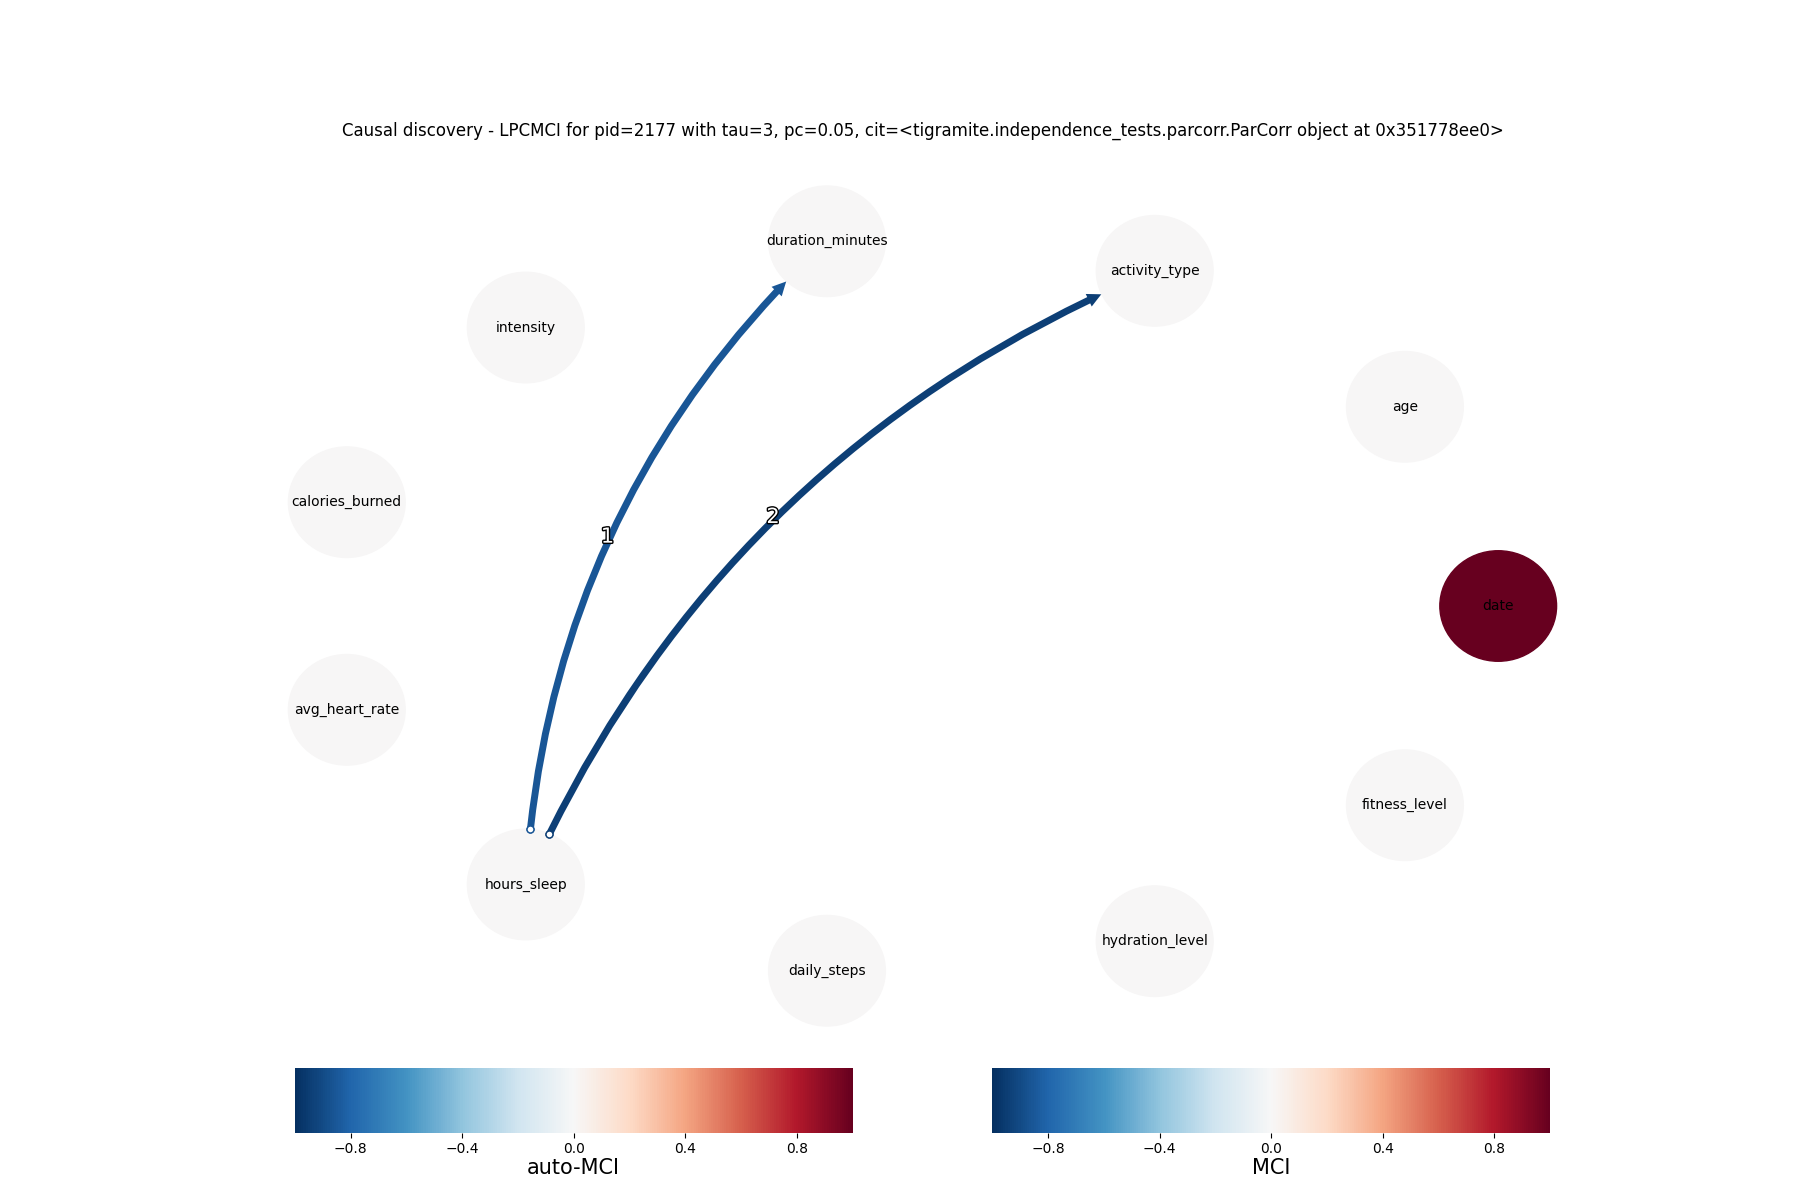 Causal discovery - LPCMCI for pid=2177 with tau=3, pc=0.05, cit=<tigramite.independence_tests.parcorr.ParCorr object at 0x351778ee0>
duration_minutes
activity_type
intensity
age
calories_burned
2
1
date
avg_heart_rate
fitness_level
hours_sleep
hydration_level
daily_steps
−0.8 −0.4 0.0 0.4 0.8
auto-MCI
−0.8 −0.4 0.0 0.4 0.8
MCI